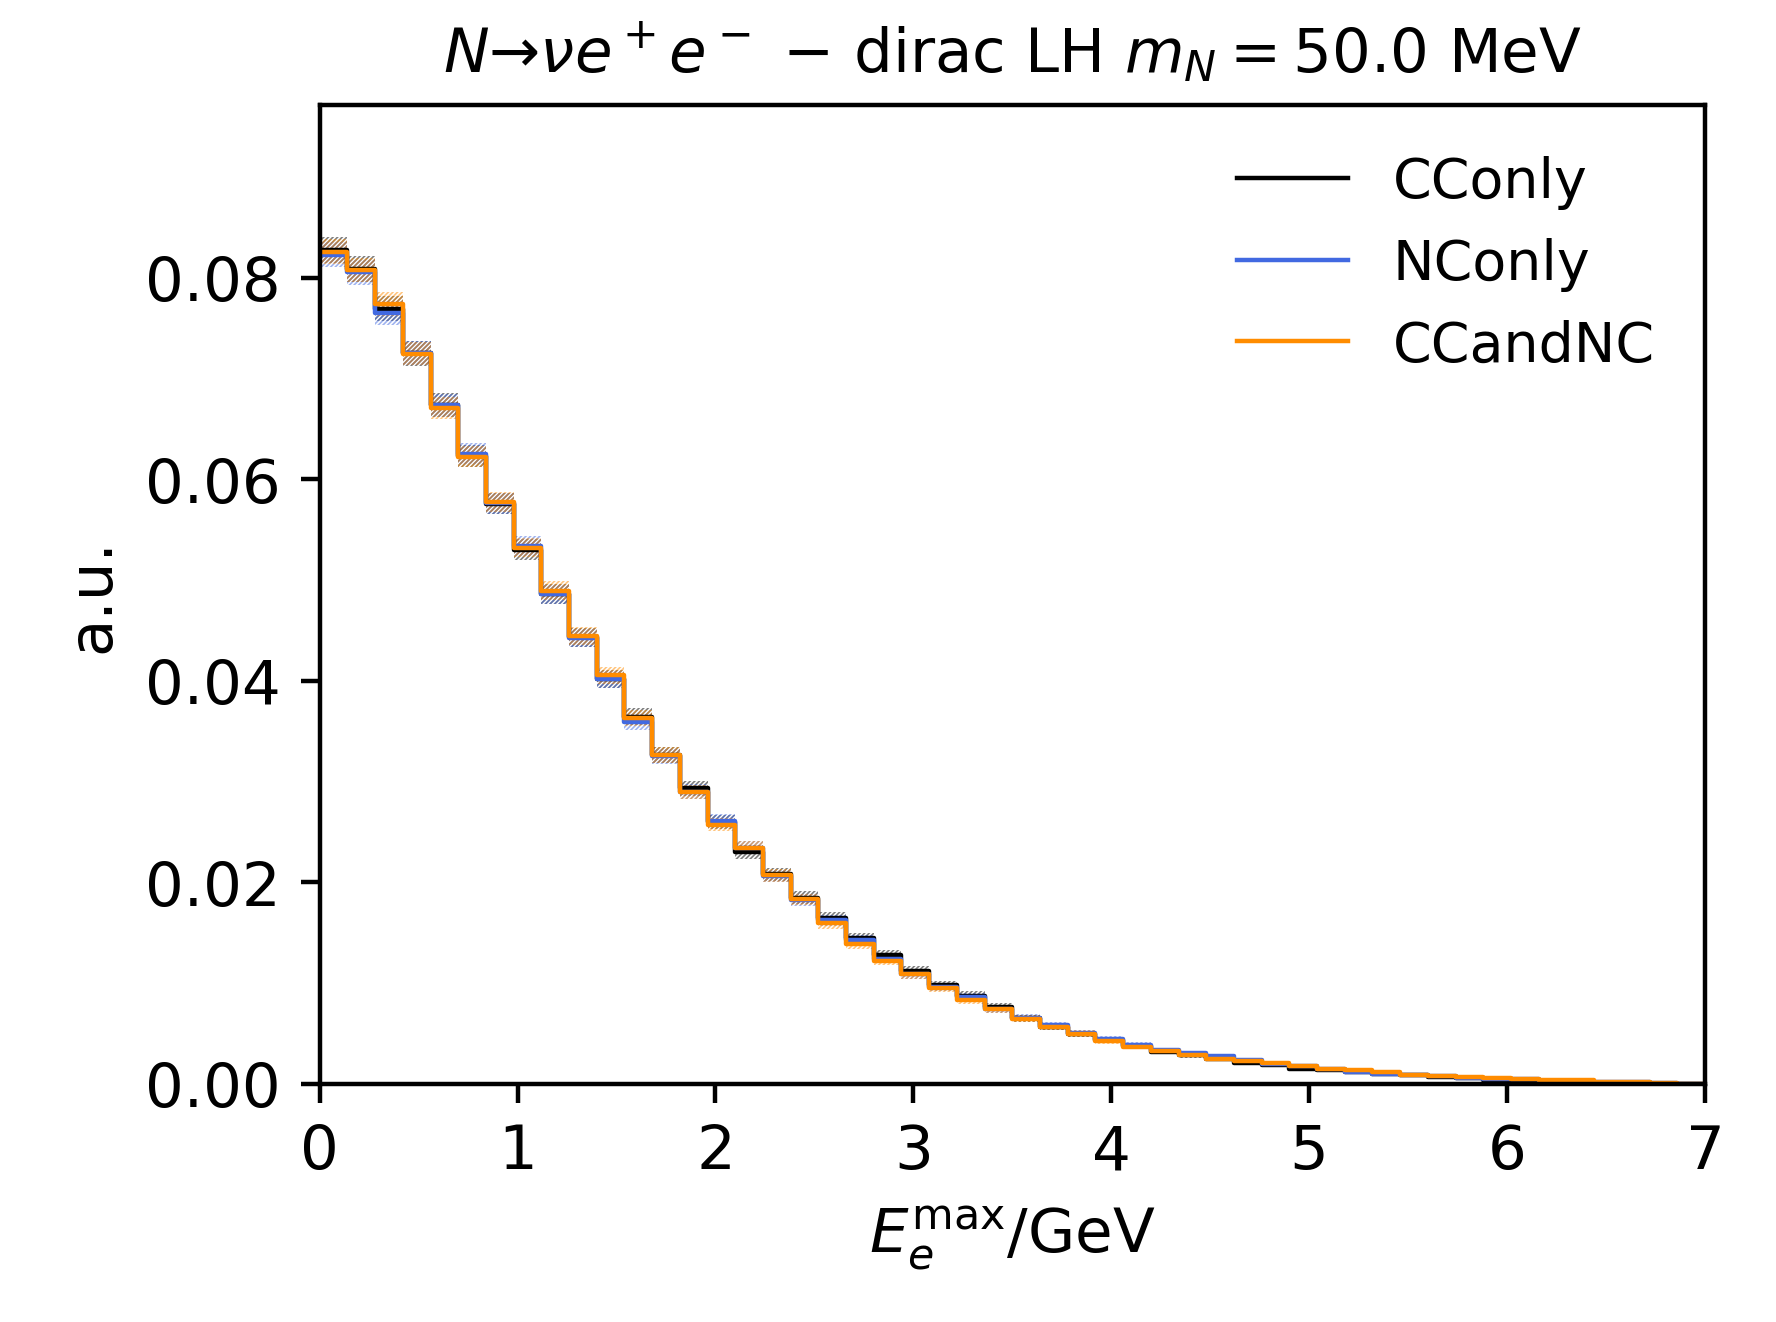 N→νe⁺e⁻ − dirac LH m_N = 50.0 MeV
CConly
NConly
CCandNC
0.08
0.06
0.04
0.02
0.00
a.u.
0 1 2 3 4 5 6 7
E_e^max/GeV